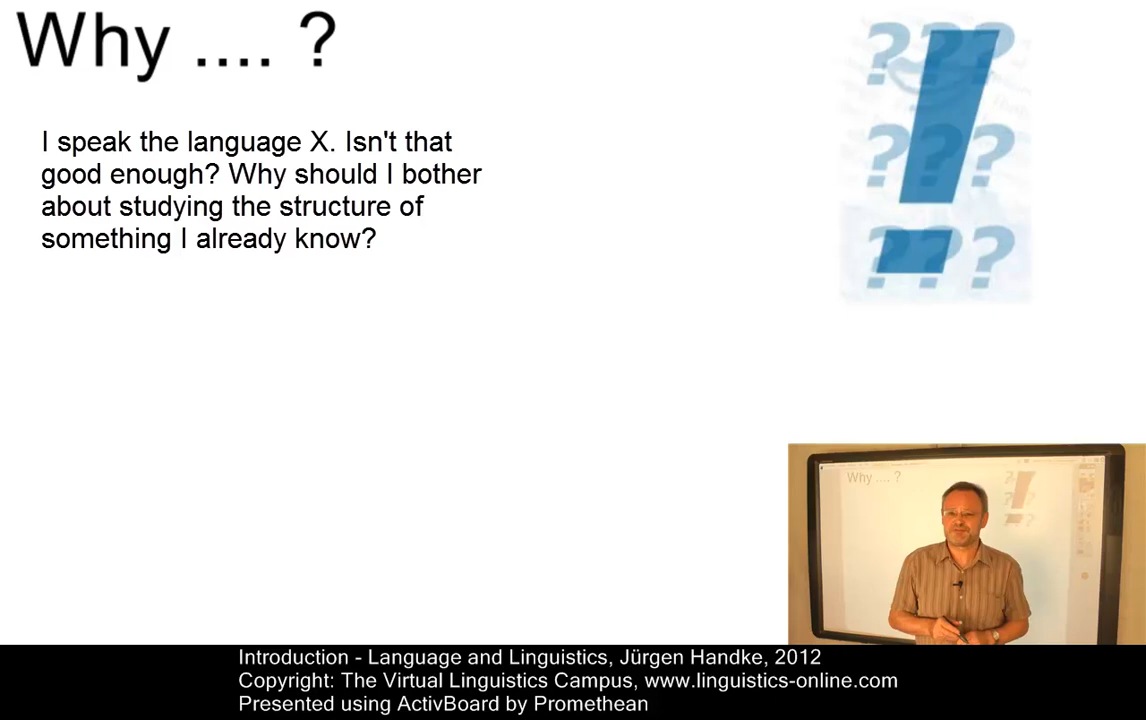 Why .... ?
I speak the language X. Isn't that
good enough? Why should I bother
about studying the structure of
something I already know?
???
???
???
!
Why .... ?
Introduction - Language and Linguistics, Jürgen Handke, 2012
Copyright: The Virtual Linguistics Campus, www.linguistics-online.com
Presented using ActivBoard by Promethean